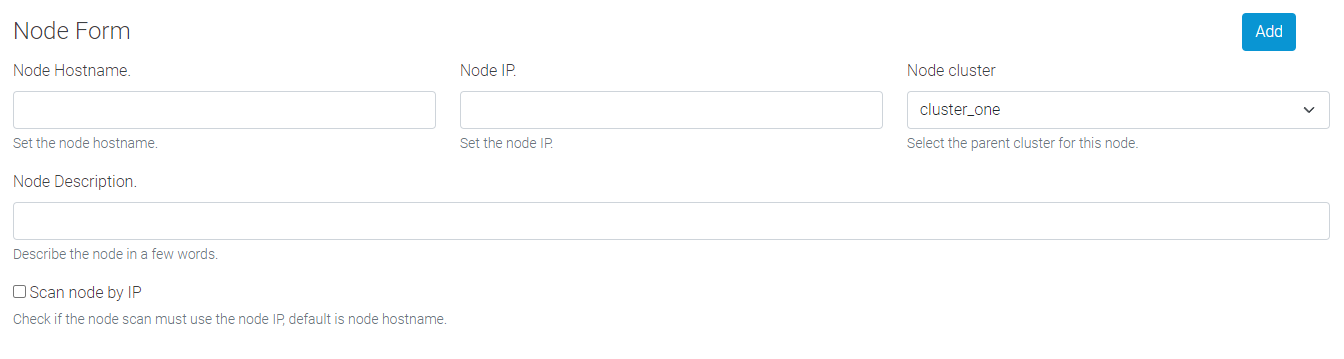 Node Form
Add
Node Hostname.
Node IP.
Node cluster
cluster_one
Set the node hostname.
Set the node IP.
Select the parent cluster for this node.
Node Description.
Describe the node in a few words.
Scan node by IP
Check if the node scan must use the node IP, default is node hostname.